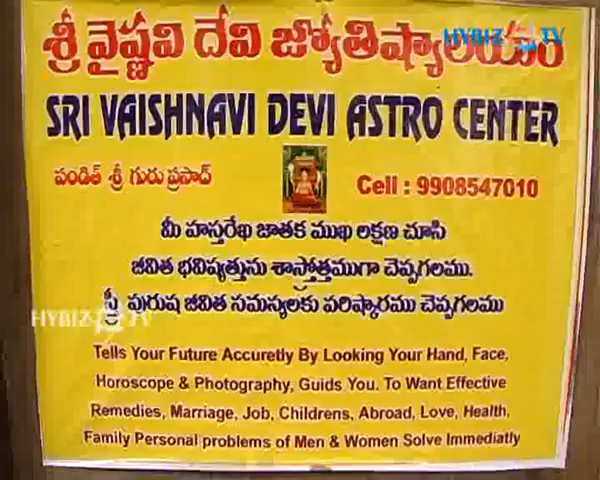 శ్రీ వైష్ణవి దేవి జ్యోతిష్యాలయం
HYBIZ TV
SRI VAISHNAVI DEVI ASTRO CENTER
పండిత్ శ్రీ గురు ప్రసాద్
Cell : 9908547010
మీ హస్తరేఖ జాతక ముఖ లక్షణ చూసి
జీవిత భవిష్యత్తును శాస్త్రోత్తముగా చెప్పగలము.
స్త్రీ పురుష జీవిత సమస్యలకు పరిష్కారము చెప్పగలము
HYBIZ TV
Tells Your Future Accuretly By Looking Your Hand, Face,
Horoscope & Photography, Guids You. To Want Effective
Remedies, Marriage, Job, Childrens, Abroad, Love, Health,
Family Personal problems of Men & Women Solve Immediatly